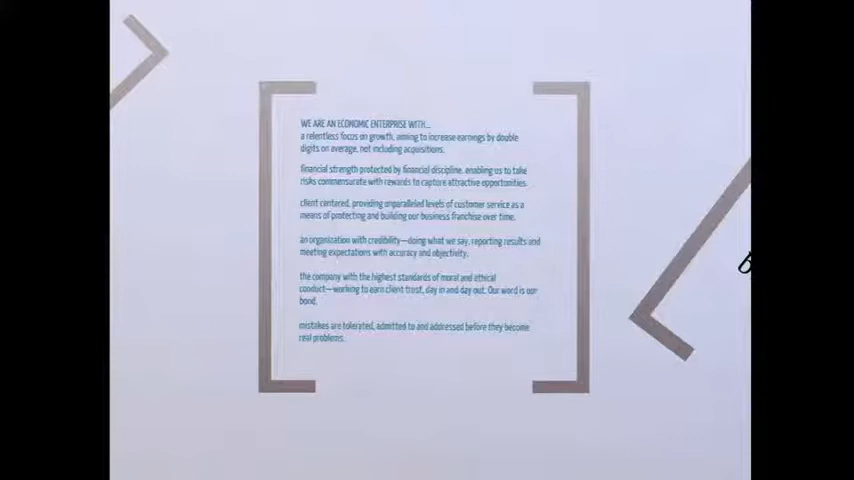 WE ARE AN ECONOMIC ENTERPRISE WITH...
a relentless focus on growth, aiming to increase earnings by double
digits on average, not including acquisitions.
financial strength protected by financial discipline, enabling us to take
risks commensurate with rewards to capture attractive opportunities.
client centered, providing unparalleled levels of customer service as a
means of protecting and building our business franchise over time.
an organization with credibility—doing what we say, reporting results and
meeting expectations with accuracy and objectivity.
the company with the highest standards of moral and ethical
conduct—working to earn client trust, day in and day out. Our word is our
bond.
mistakes are tolerated, admitted to and addressed before they become
real problems.